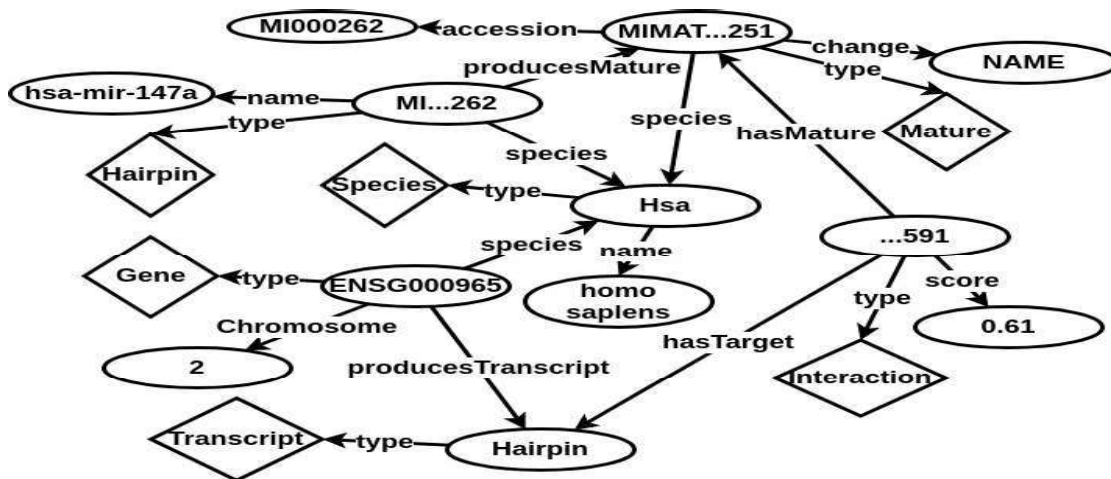 MI000262
accession
MIMAT...251
change
NAME
producesMature
type
hsa-mir-147a
name
MI...262
type
species
hasMature
Mature
Hairpin
species
Species
type
Hsa
species
name
...591
Gene
type
ENSG000965
homo
saplens
type
score
Chromosome
0.61
hasTarget
2
producesTranscript
Interaction
Transcript
type
Hairpin